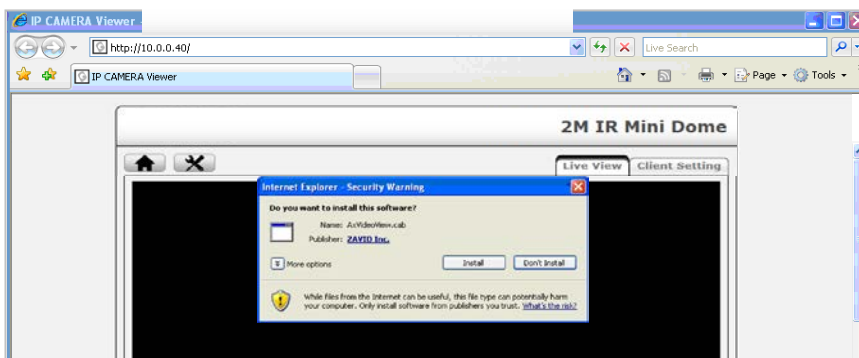 IP CAMERA Viewer
http://10.0.0.40/
Live Search
IP CAMERA Viewer
Page
Tools
2M IR Mini Dome
Live View
Client Setting
Internet Explorer - Security Warning
Do you want to install this software?
Name: AxVideoView.cab
Publisher: ZAVIO Inc.
More options
Install
Don't Install
While files from the Internet can be useful, this file type can potentially harm
your computer. Only install software from publishers you trust. What's the risk?